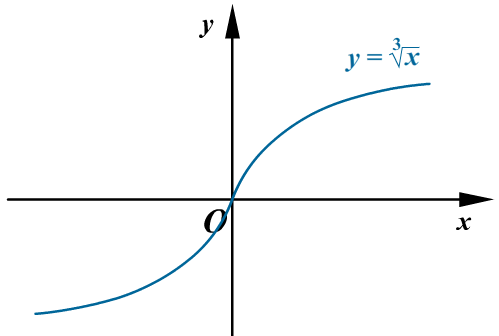 y
y = ∛x
O
x